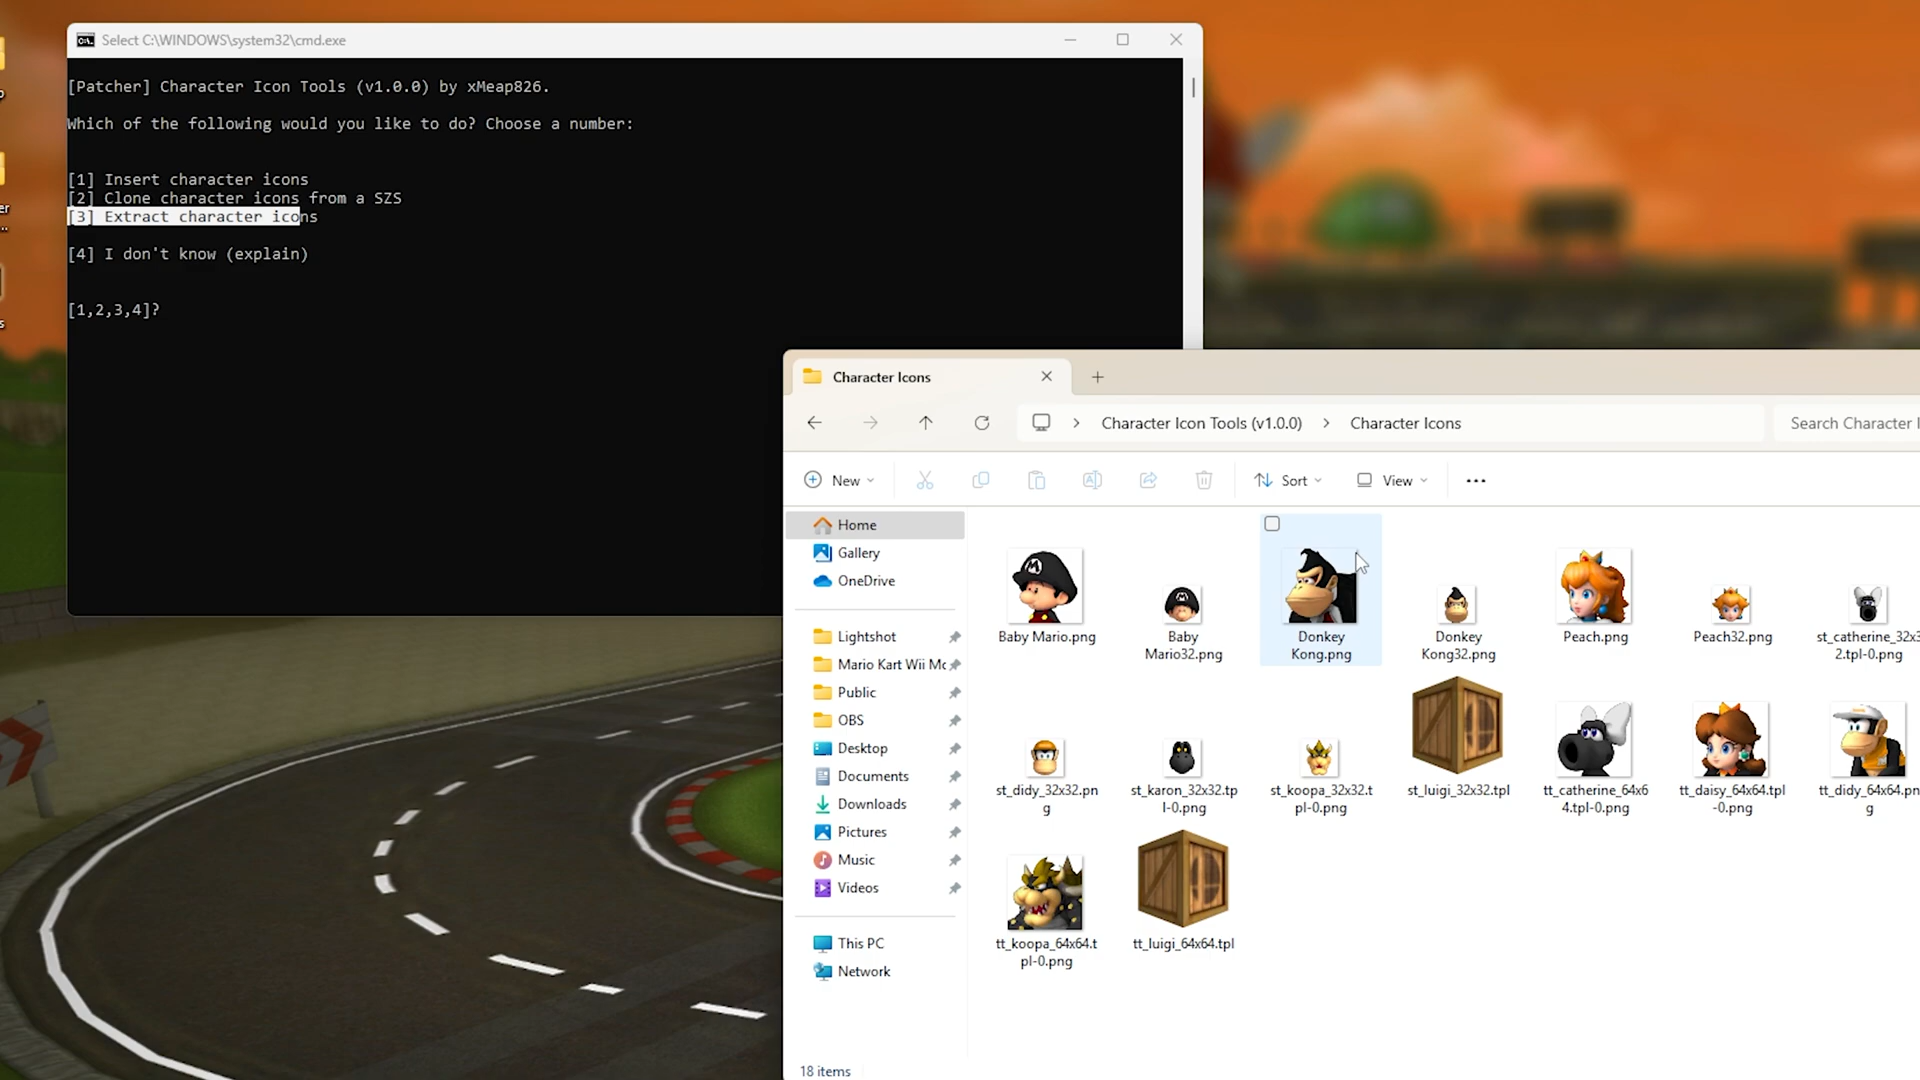 Select C:\WINDOWS\system32\cmd.exe
[Patcher] Character Icon Tools (v1.0.0) by xMeap826.
Which of the following would you like to do? Choose a number:
[1] Insert character icons
[2] Clone character icons from a SZS
[3] Extract character icons
[4] I don't know (explain)
[1,2,3,4]?
Character Icons
Character Icon Tools (v1.0.0)
Character Icons
Search Character I
New
Sort
View
Home
Gallery
OneDrive
Lightshot
Mario Kart Wii Mc
Public
OBS
Desktop
Documents
Downloads
Pictures
Music
Videos
This PC
Network
Baby Mario.png
Baby
Mario32.png
Donkey
Kong.png
Donkey
Kong32.png
Peach.png
Peach32.png
st_catherine_32x3
2.tpl-0.png
st_didy_32x32.pn
g
st_karon_32x32.tp
l-0.png
st_koopa_32x32.t
pl-0.png
st_luigi_32x32.tpl
tt_catherine_64x6
4.tpl-0.png
tt_daisy_64x64.tpl
-0.png
tt_didy_64x64.pn
g
tt_koopa_64x64.t
pl-0.png
tt_luigi_64x64.tpl
18 items